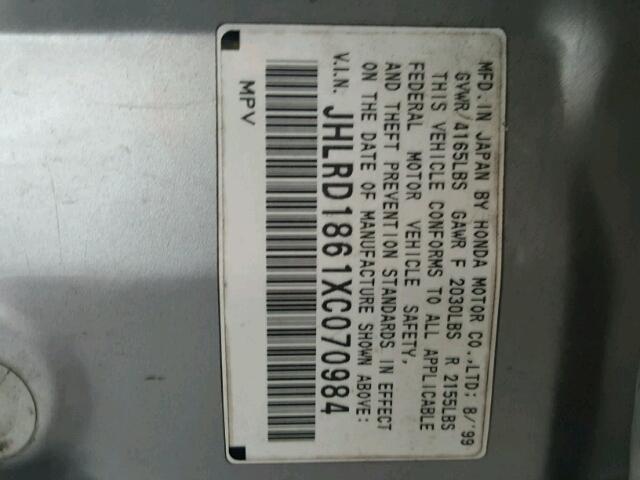 MFD. IN JAPAN BY HONDA MOTOR CO.,LTD; 8/'99
GVWR/4165LBS GAWR F 2030LBS R 2155LBS
THIS VEHICLE CONFORMS TO ALL APPLICABLE
FEDERAL MOTOR VEHICLE SAFETY,
AND THEFT PREVENTION STANDARDS IN EFFECT
ON THE DATE OF MANUFACTURE SHOWN ABOVE:
V.I.N. JHLRD1861XC070984
MPV